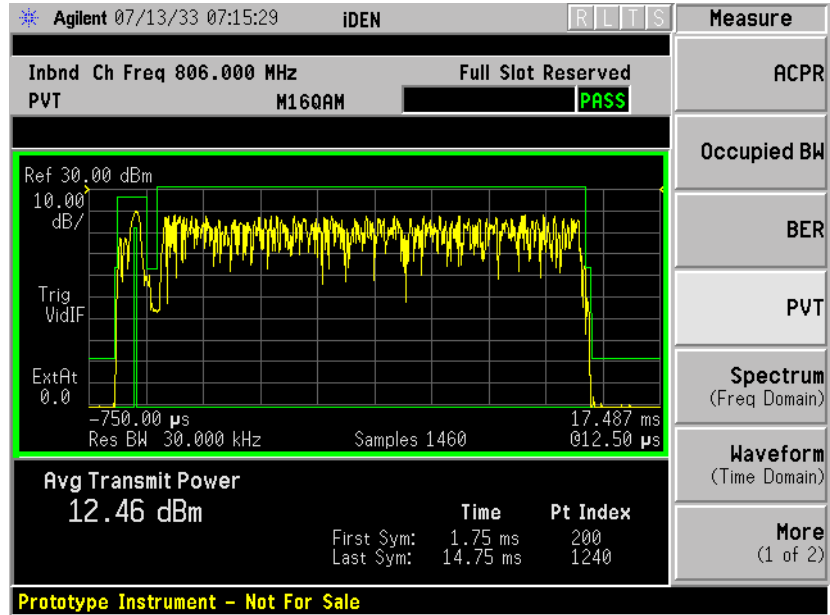 Agilent 07/13/33 07:15:29 iDEN R L T S
Measure
Inbnd Ch Freq 806.000 MHz Full Slot Reserved
PVT M16QAM PASS
ACPR
Occupied BW
BER
PVT
Spectrum
(Freq Domain)
Waveform
(Time Domain)
More
(1 of 2)
Ref 30.00 dBm
10.00
dB/
Trig
VidIF
ExtAt
0.0
-750.00 µs 17.487 ms
Res BW 30.000 kHz Samples 1460 @12.50 µs
Avg Transmit Power
12.46 dBm
Time Pt Index
First Sym: 1.75 ms 200
Last Sym: 14.75 ms 1240
Prototype Instrument - Not For Sale